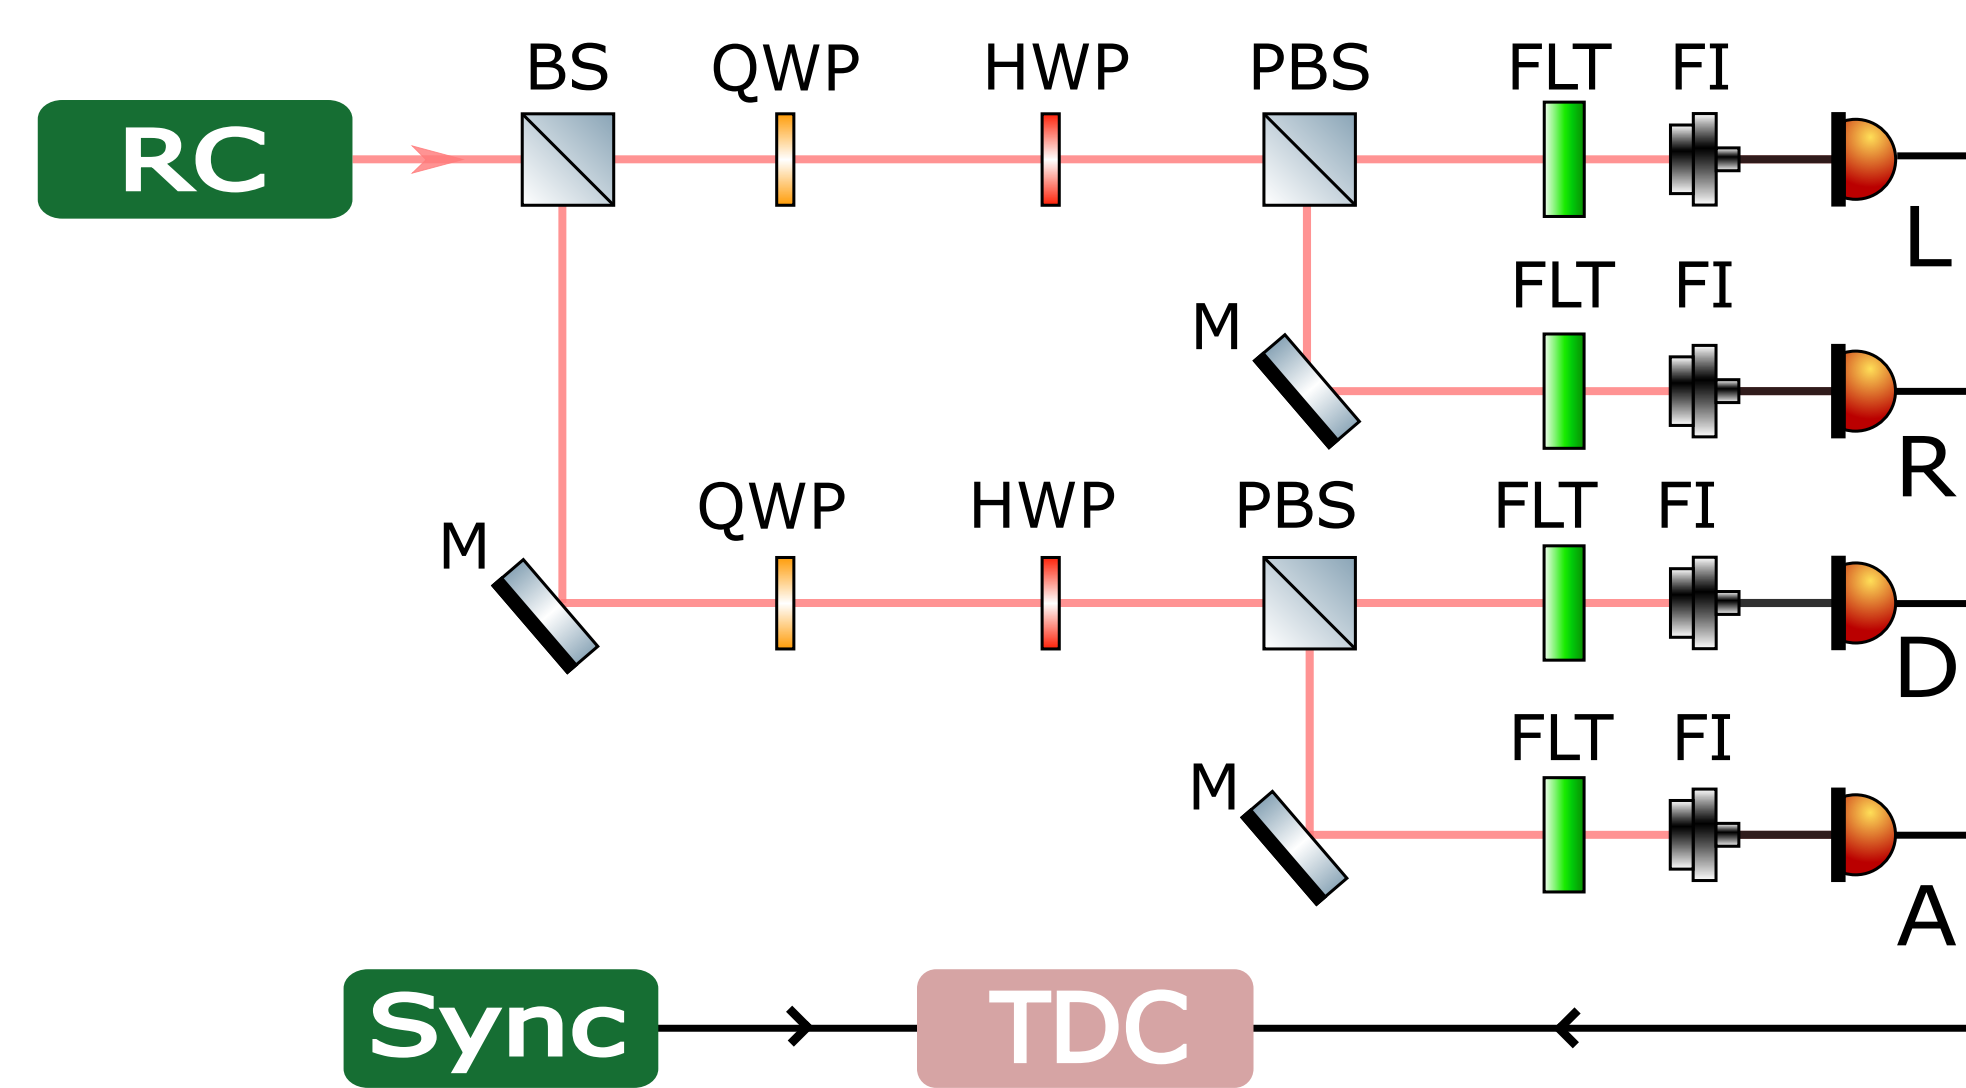 BS QWP HWP PBS FLT FI
RC
L
FLT FI
M
R
QWP HWP PBS FLT FI
M
D
FLT FI
M
A
Sync TDC